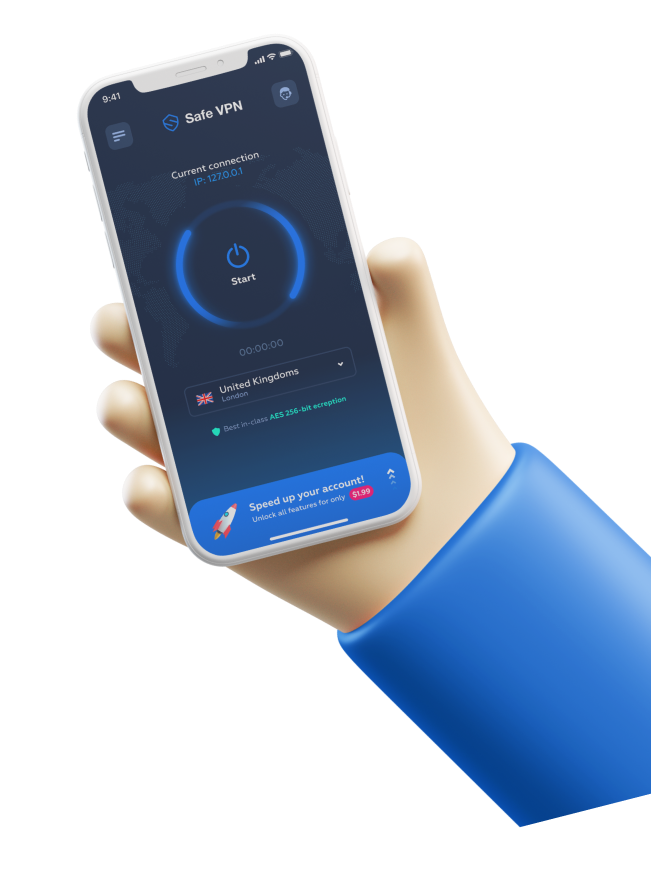 9:41
Safe VPN
Current connection
IP: 127.0.0.1
Start
00:00:00
United Kingdoms
London
Best in-class AES 256-bit ecreption
Speed up your account!
Unlock all features for only $1.99